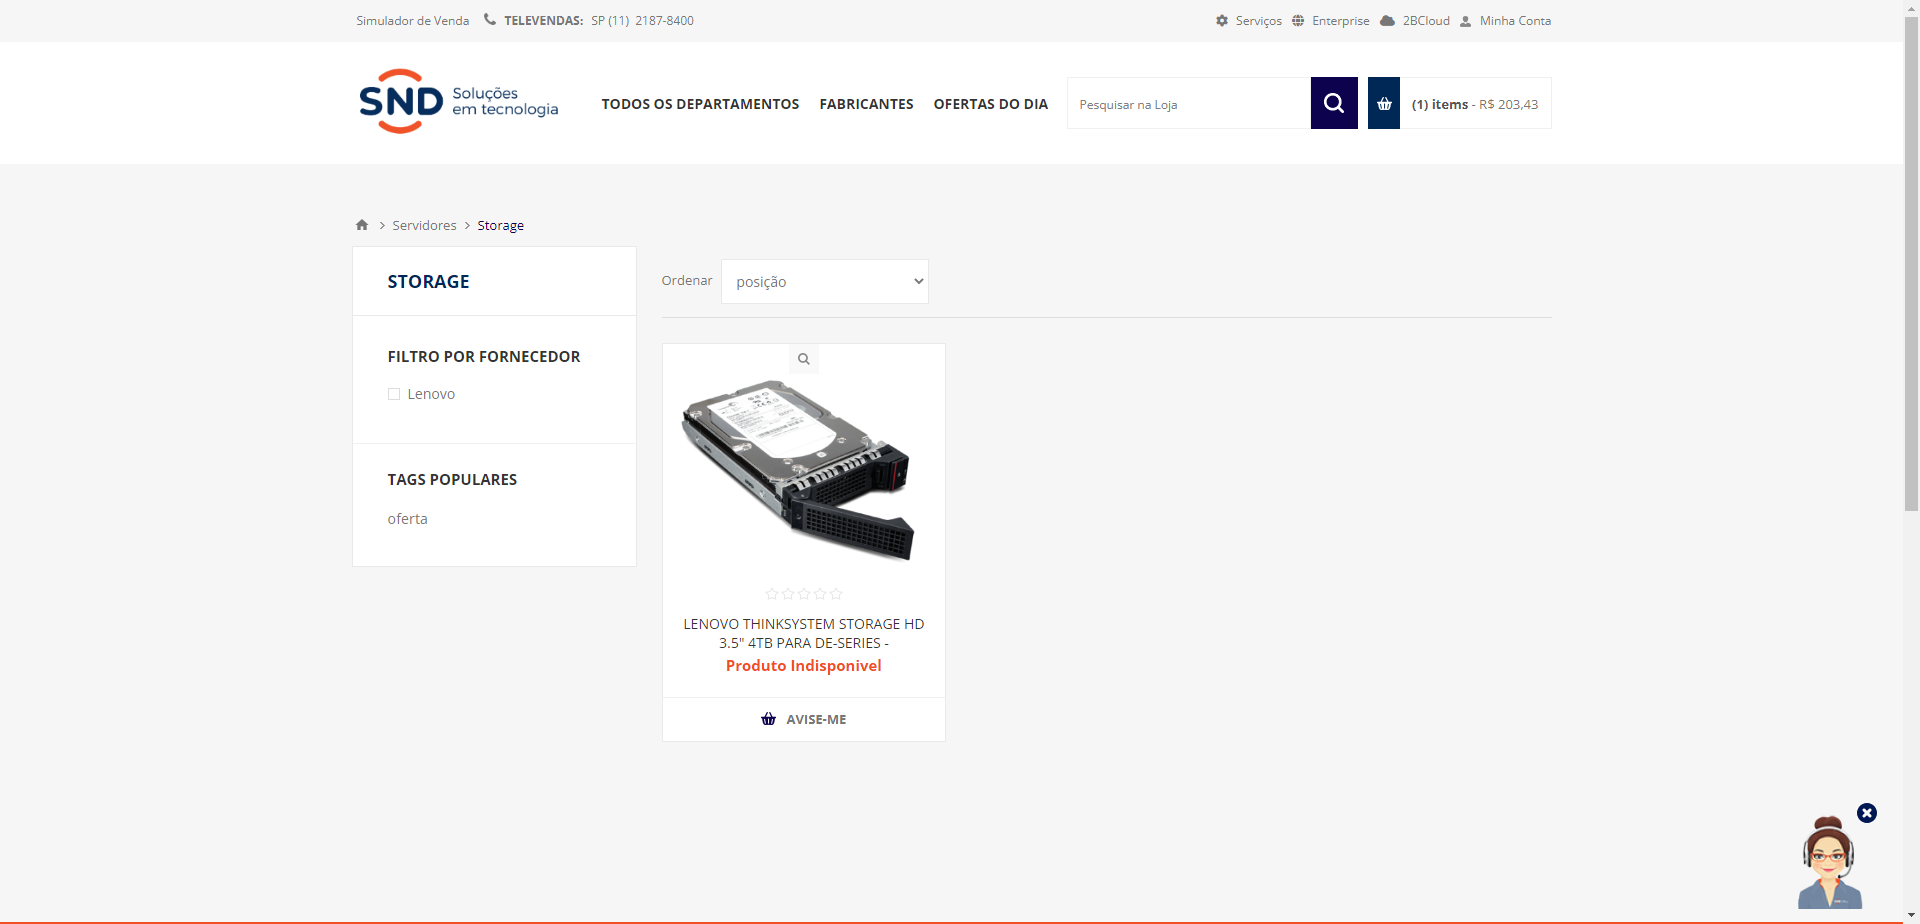 Simulador de Venda TELEVENDAS: SP (11) 2187-8400 Serviços Enterprise 2BCloud Minha Conta
SND Soluções
em tecnologia
TODOS OS DEPARTAMENTOS FABRICANTES OFERTAS DO DIA Pesquisar na Loja (1) items - R$ 203,43
Servidores Storage
STORAGE
FILTRO POR FORNECEDOR
Lenovo
TAGS POPULARES
oferta
Ordenar posição
LENOVO THINKSYSTEM STORAGE HD
3.5" 4TB PARA DE-SERIES -
Produto Indisponivel
AVISE-ME